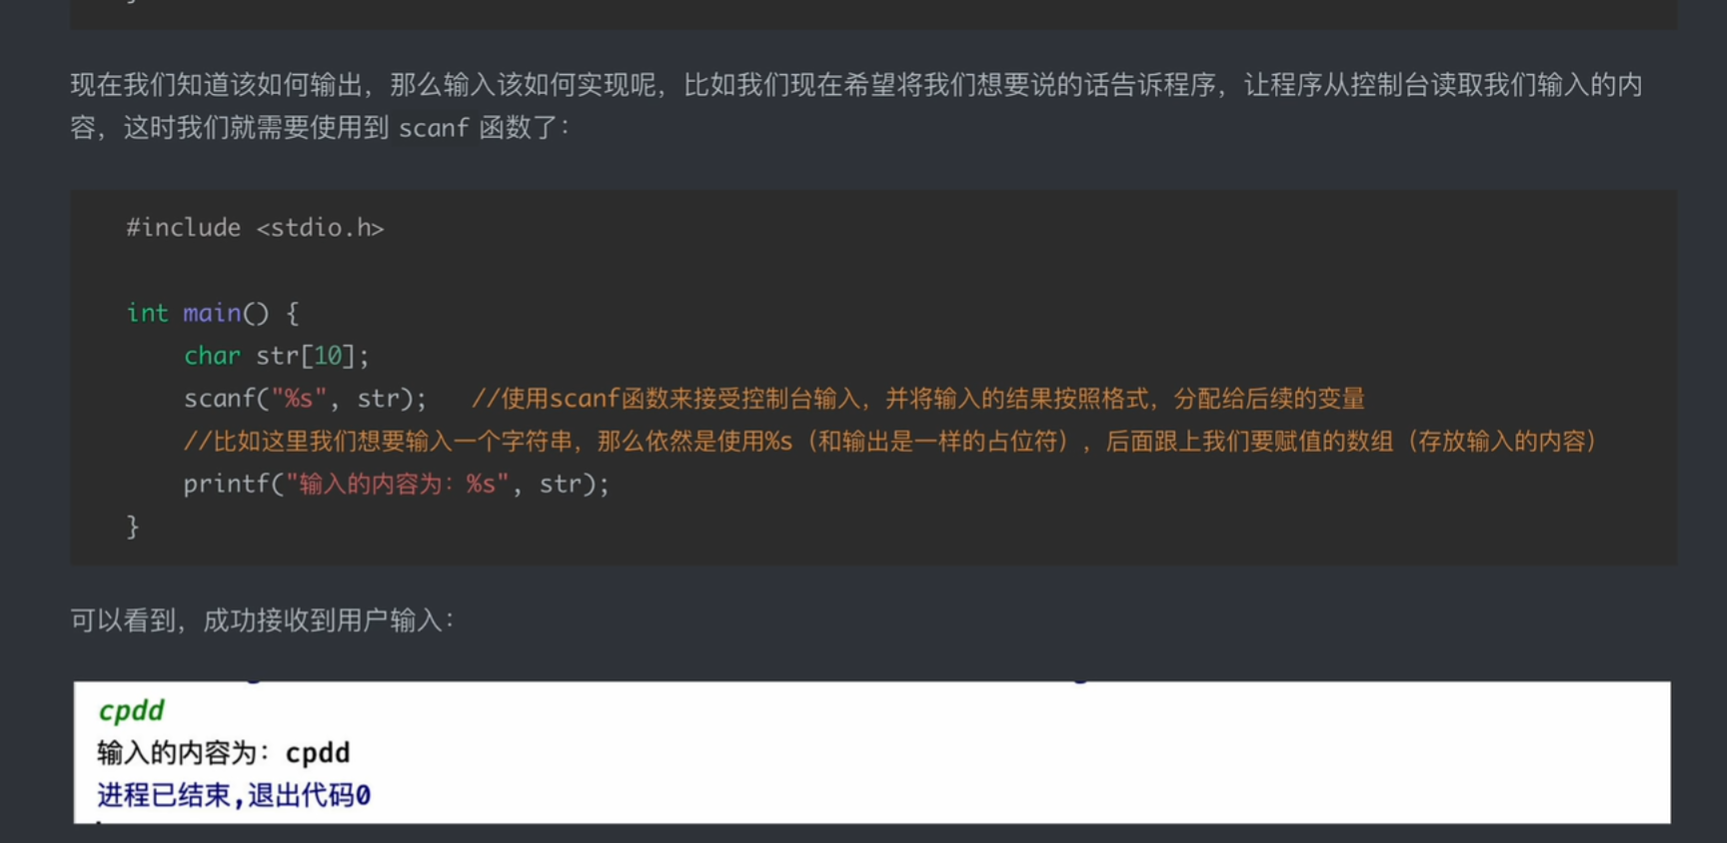 }
现在我们知道该如何输出，那么输入该如何实现呢，比如我们现在希望将我们想要说的话告诉程序，让程序从控制台读取我们输入的内
容，这时我们就需要使用到 scanf 函数了：
#include <stdio.h>
int main() {
    char str[10];
    scanf("%s", str);   //使用scanf函数来接受控制台输入，并将输入的结果按照格式，分配给后续的变量
    //比如这里我们想要输入一个字符串，那么依然是使用%s（和输出是一样的占位符），后面跟上我们要赋值的数组（存放输入的内容）
    printf("输入的内容为：%s", str);
}
可以看到，成功接收到用户输入：
cpdd
输入的内容为：cpdd
进程已结束,退出代码0